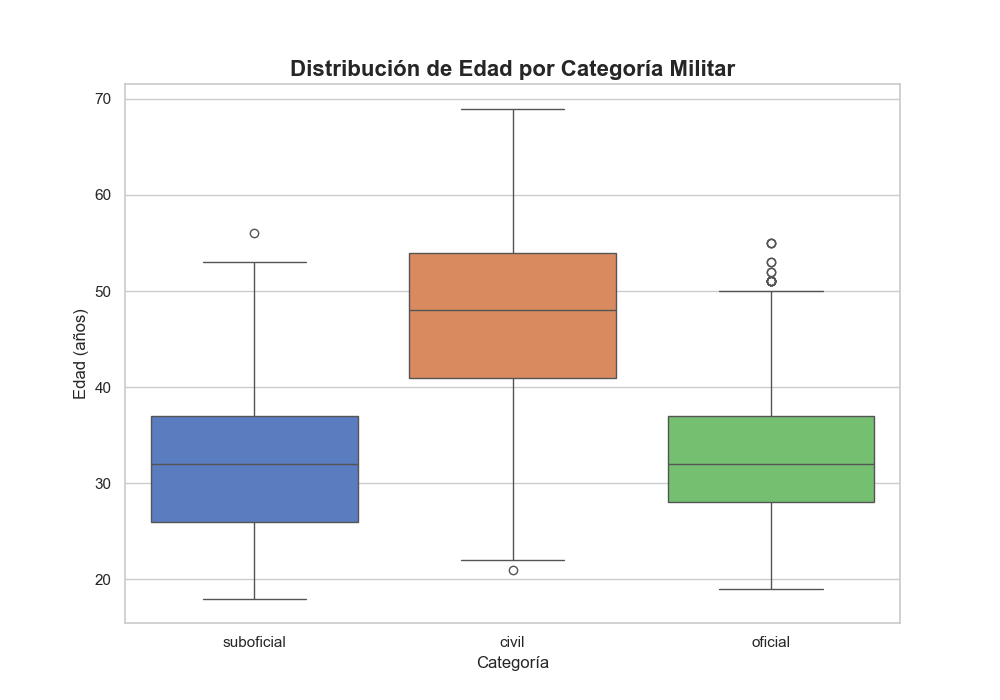 Distribución de Edad por Categoría Militar
70
60
50
40
30
20
Edad (años)
suboficial
civil
oficial
Categoría